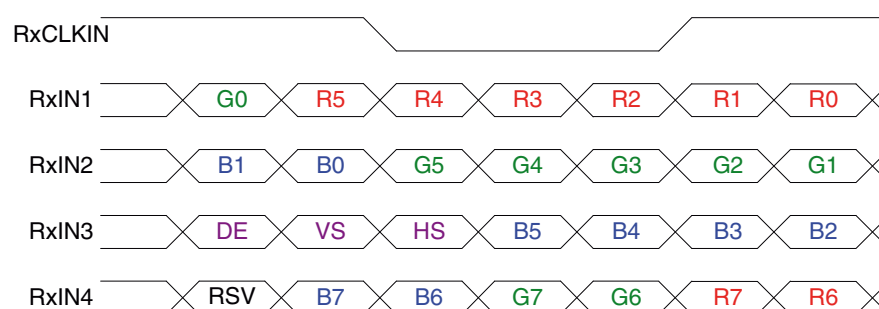 RxCLKIN
RxIN1 G0 R5 R4 R3 R2 R1 R0
RxIN2 B1 B0 G5 G4 G3 G2 G1
RxIN3 DE VS HS B5 B4 B3 B2
RxIN4 RSV B7 B6 G7 G6 R7 R6